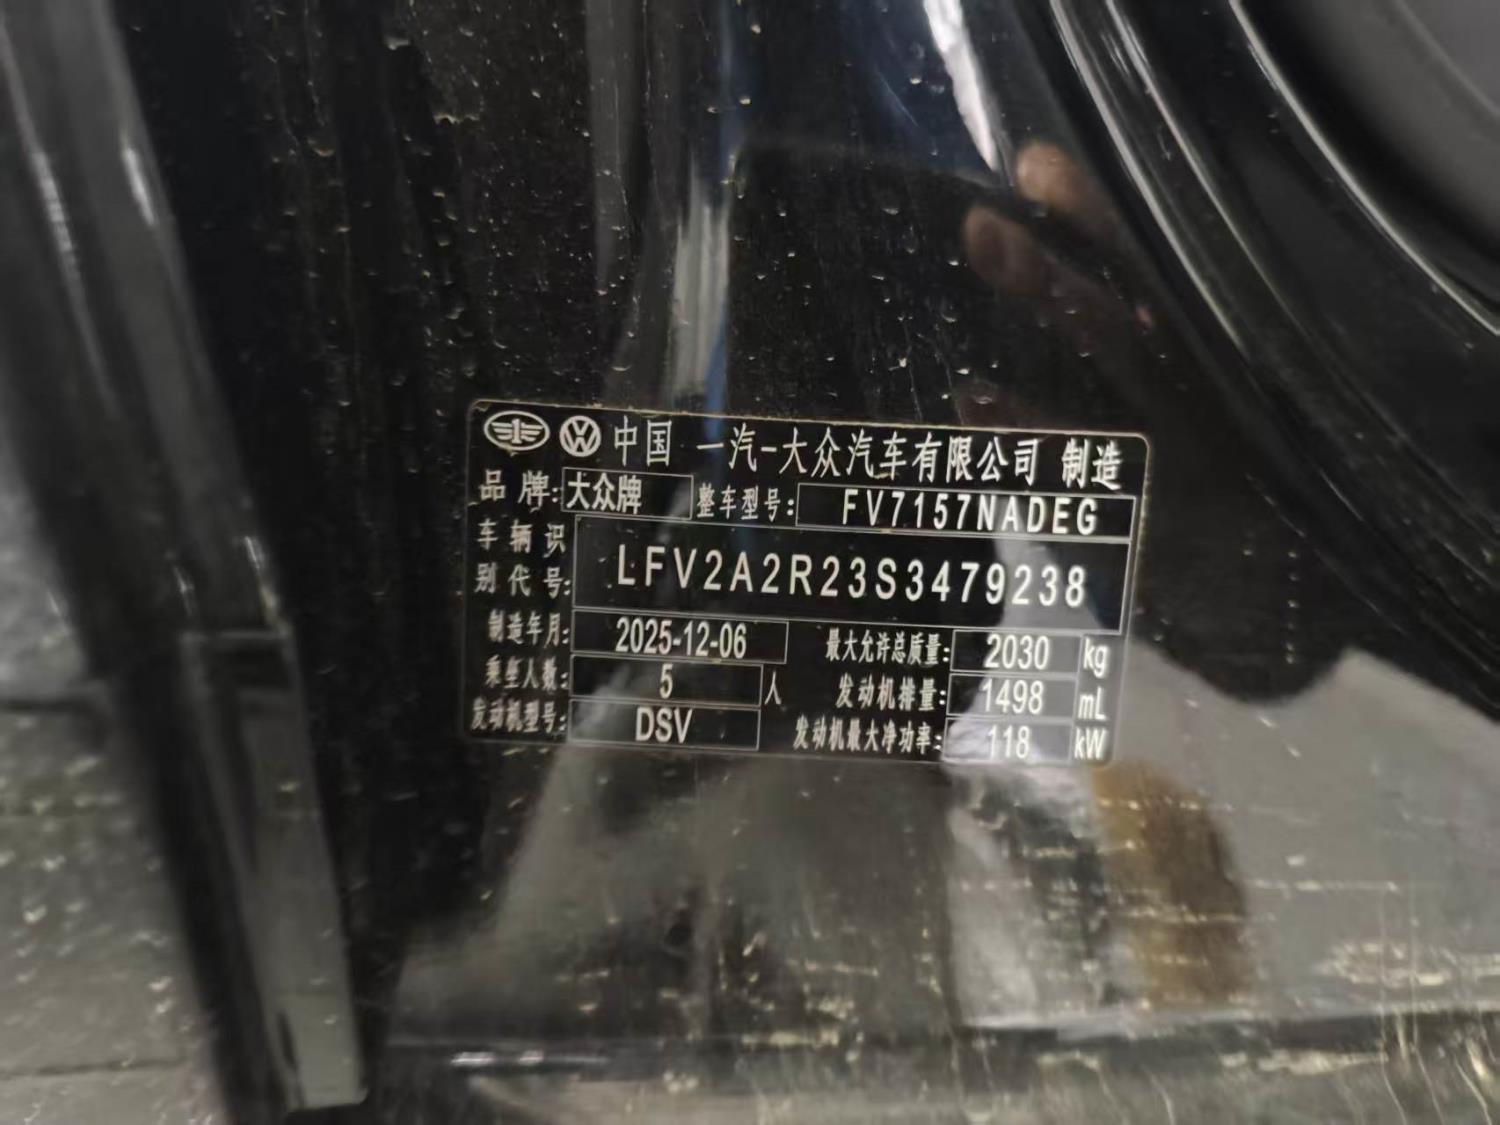 中国 一汽-大众汽车有限公司 制造
品牌: 大众牌 整车型号: FV7157NADEG
车辆识别代号: LFV2A2R23S3479238
制造年月: 2025-12-06 最大允许总质量: 2030 kg
乘坐人数: 5 人 发动机排量: 1498 mL
发动机型号: DSV 发动机最大净功率: 118 kW